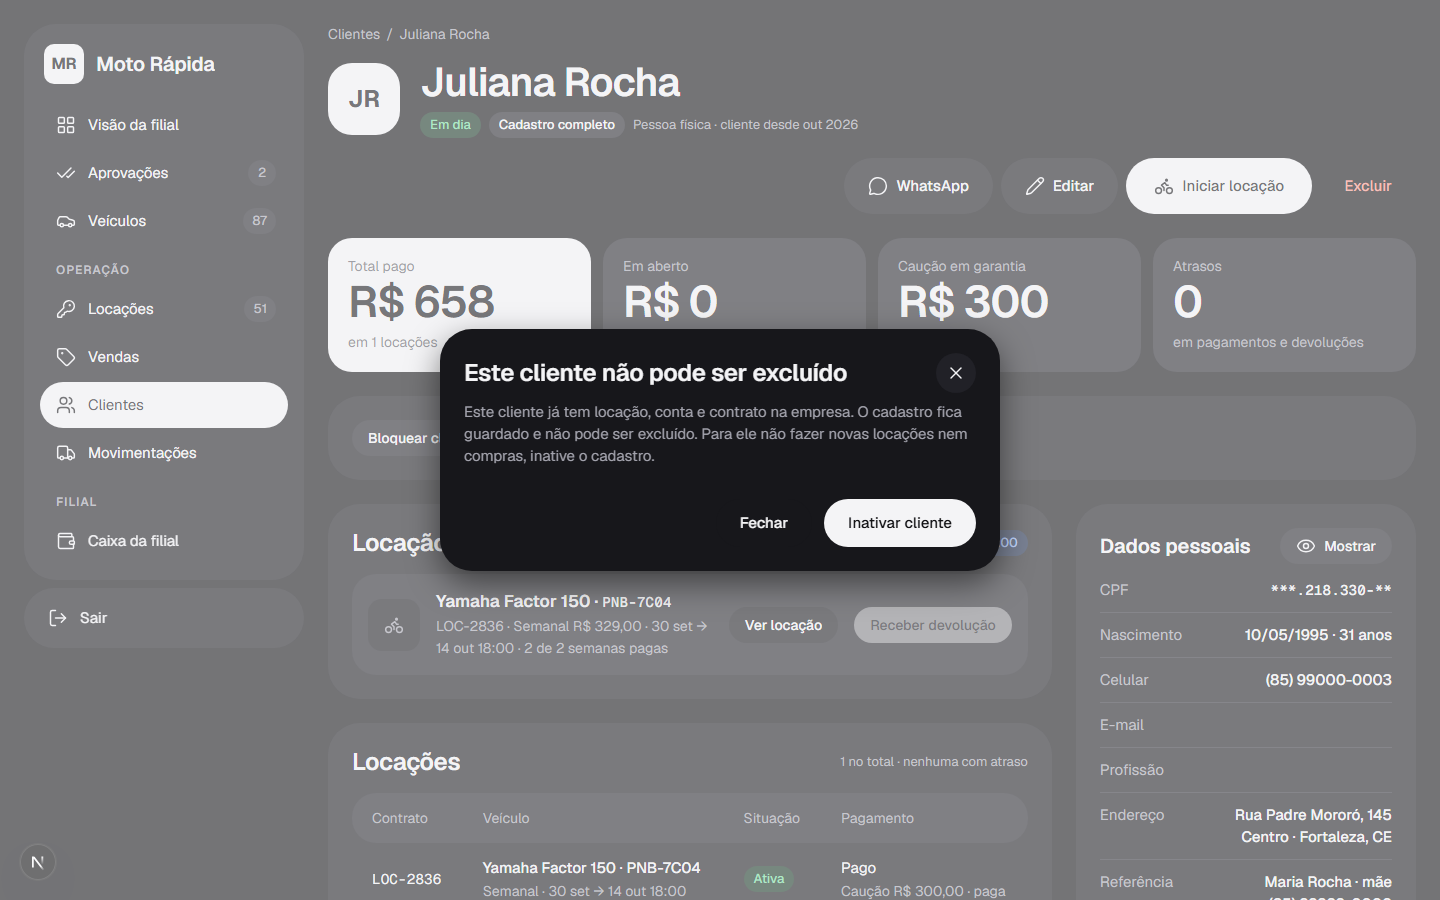 MR Moto Rápida
Visão da filial
Aprovações 2
Veículos 87
OPERAÇÃO
Locações 51
Vendas
Clientes
Movimentações
FILIAL
Caixa da filial
Sair
N
Clientes / Juliana Rocha
JR
Juliana Rocha
Em dia Cadastro completo Pessoa física · cliente desde out 2026
WhatsApp Editar Iniciar locação Excluir
Total pago
R$ 658
em 1 locações
Em aberto
R$ 0
Caução em garantia
R$ 300
Atrasos
0
em pagamentos e devoluções
Bloquear
Este cliente não pode ser excluído
Este cliente já tem locação, conta e contrato na empresa. O cadastro fica
guardado e não pode ser excluído. Para ele não fazer novas locações nem
compras, inative o cadastro.
Fechar Inativar cliente
00
Yamaha Factor 150 · PNB-7C04
LOC-2836 · Semanal R$ 329,00 · 30 set →
14 out 18:00 · 2 de 2 semanas pagas
Ver locação Receber devolução
Locações
1 no total · nenhuma com atraso
Contrato Veículo Situação Pagamento
LOC-2836
Yamaha Factor 150 · PNB-7C04
Semanal · 30 set → 14 out 18:00
Ativa
Pago
Caução R$ 300,00 · paga
Dados pessoais Mostrar
CPF ***.218.330-**
Nascimento 10/05/1995 · 31 anos
Celular (85) 99000-0003
E-mail
Profissão
Endereço Rua Padre Mororó, 145
Centro · Fortaleza, CE
Referência Maria Rocha · mãe